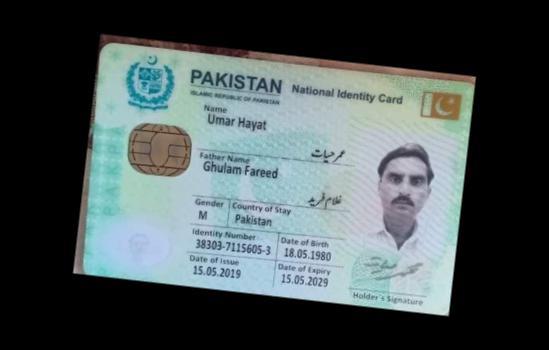 PAKISTAN National Identity Card
ISLAMIC REPUBLIC OF PAKISTAN
Name
Umar Hayat
عمر حیات
Father Name
Ghulam Fareed
غلام فرید
Gender Country of Stay
M Pakistan
Identity Number Date of Birth
38303-7115605-3 18.05.1980
Date of Issue Date of Expiry
15.05.2019 15.05.2029
Holder's Signature